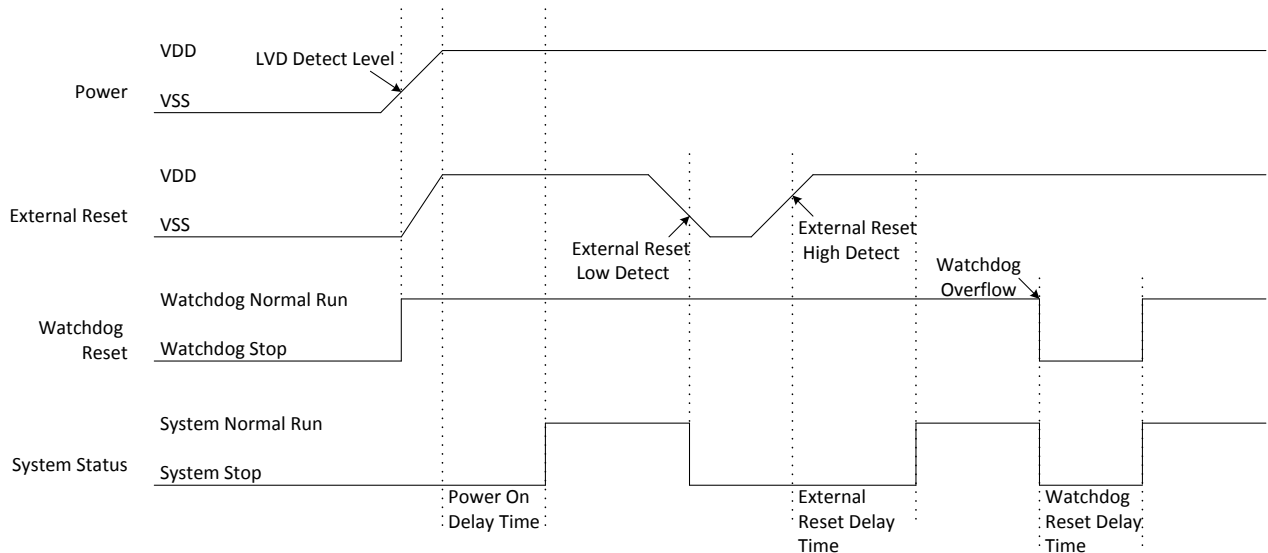 VDD
LVD Detect Level
Power
VSS
VDD
External Reset
VSS
External Reset
Low Detect
External Reset
High Detect
Watchdog
Overflow
Watchdog Normal Run
Watchdog
Reset
Watchdog Stop
System Normal Run
System Status
System Stop
Power On
Delay Time
External
Reset Delay
Time
Watchdog
Reset Delay
Time